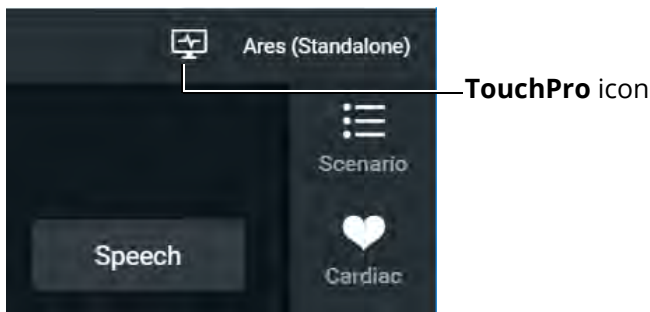 Ares (Standalone)
TouchPro icon
Scenario
Speech
Cardiac